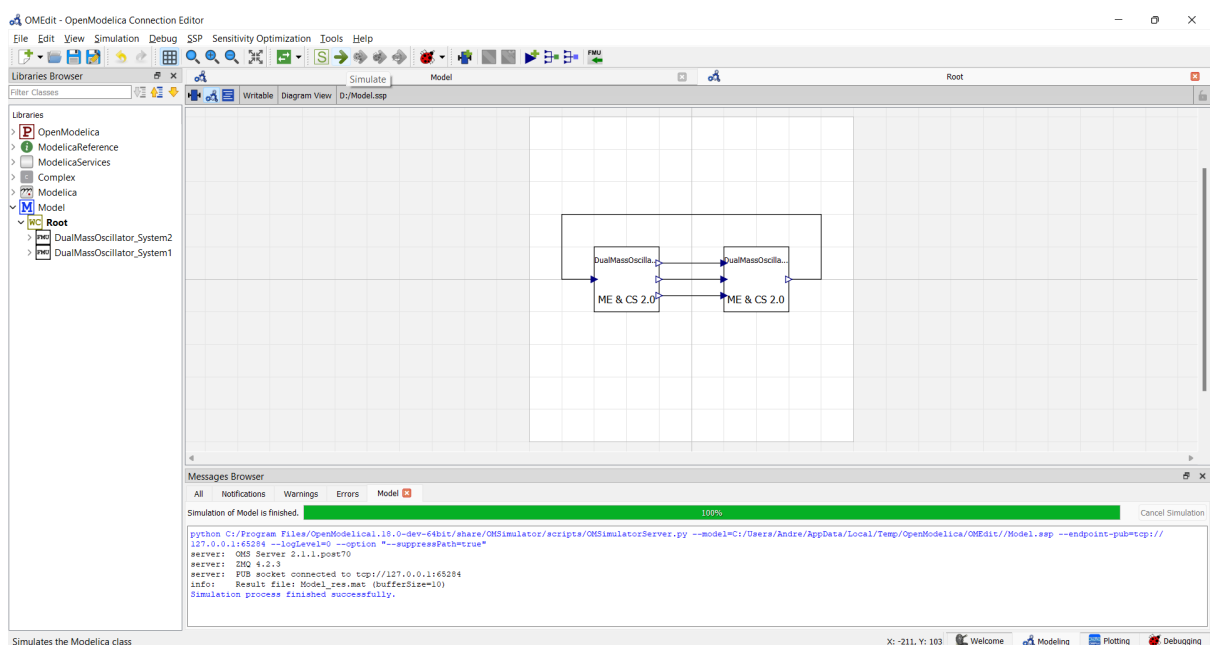 OMEdit - OpenModelica Connection Editor
File Edit View Simulation Debug SSP Sensitivity Optimization Tools Help
S
FMU
Libraries Browser
Simulate
Model
Root
Filter Classes
Writable Diagram View D:/Model.ssp
Libraries
P OpenModelica
i ModelicaReference
ModelicaServices
C Complex
Modelica
M Model
WC Root
FMU DualMassOscillator_System2
FMU DualMassOscillator_System1
DualMassOscilla...
DualMassOscilla...
ME & CS 2.0
ME & CS 2.0
Messages Browser
All Notifications Warnings Errors Model
Simulation of Model is finished.
100%
Cancel Simulation
python C:/Program Files/OpenModelica1.18.0-dev-64bit/share/OMSimulator/scripts/OMSimulatorServer.py --model=C:/Users/Andre/AppData/Local/Temp/OpenModelica/OMEdit//Model.ssp --endpoint-pub=tcp://
127.0.0.1:65284 --logLevel=0 --option "--suppressPath=true"
server: OMS Server 2.1.1.post70
server: ZMQ 4.2.3
server: PUB socket connected to tcp://127.0.0.1:65284
info: Result file: Model_res.mat (bufferSize=10)
Simulation process finished successfully.
Simulates the Modelica class
X: -211, Y: 103 Welcome Modeling Plotting Debugging